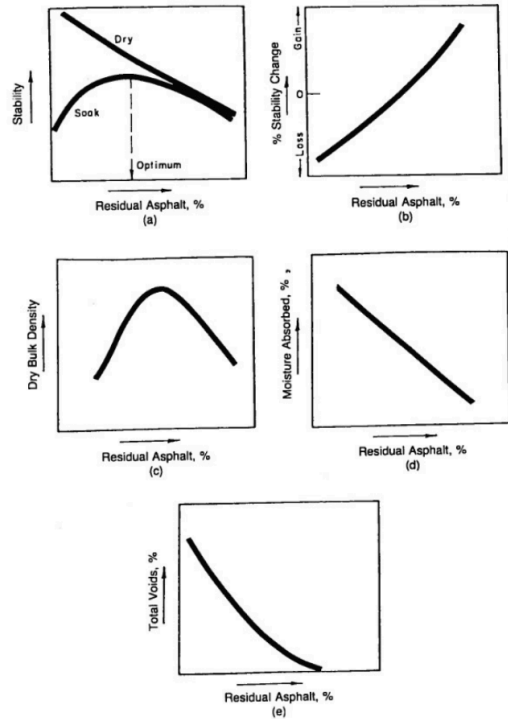 Stability
Dry
Soak
Optimum
Residual Asphalt, %
(a)
% Stability Change
Gain
0
Loss
Residual Asphalt, %
(b)
Dry Bulk Density
Residual Asphalt, %
(c)
Moisture Absorbed, %,
Residual Asphalt, %
(d)
Total Voids, %
Residual Asphalt, %
(e)